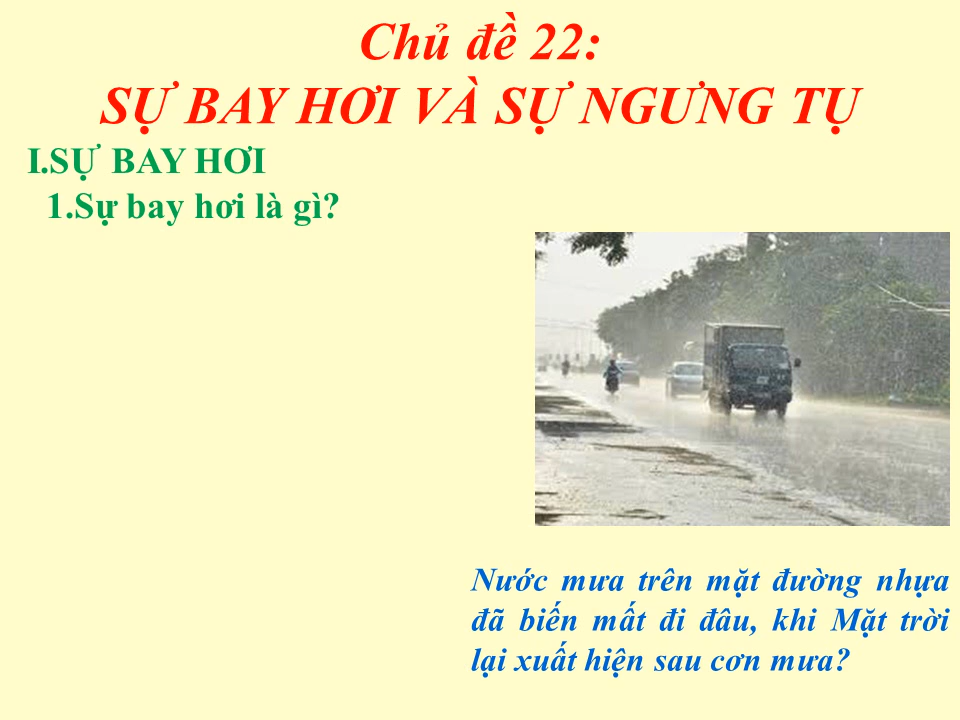 Chủ đề 22:
SỰ BAY HƠI VÀ SỰ NGƯNG TỤ
I.SỰ BAY HƠI
1.Sự bay hơi là gì?
Nước mưa trên mặt đường nhựa
đã biến mất đi đâu, khi Mặt trời
lại xuất hiện sau cơn mưa?